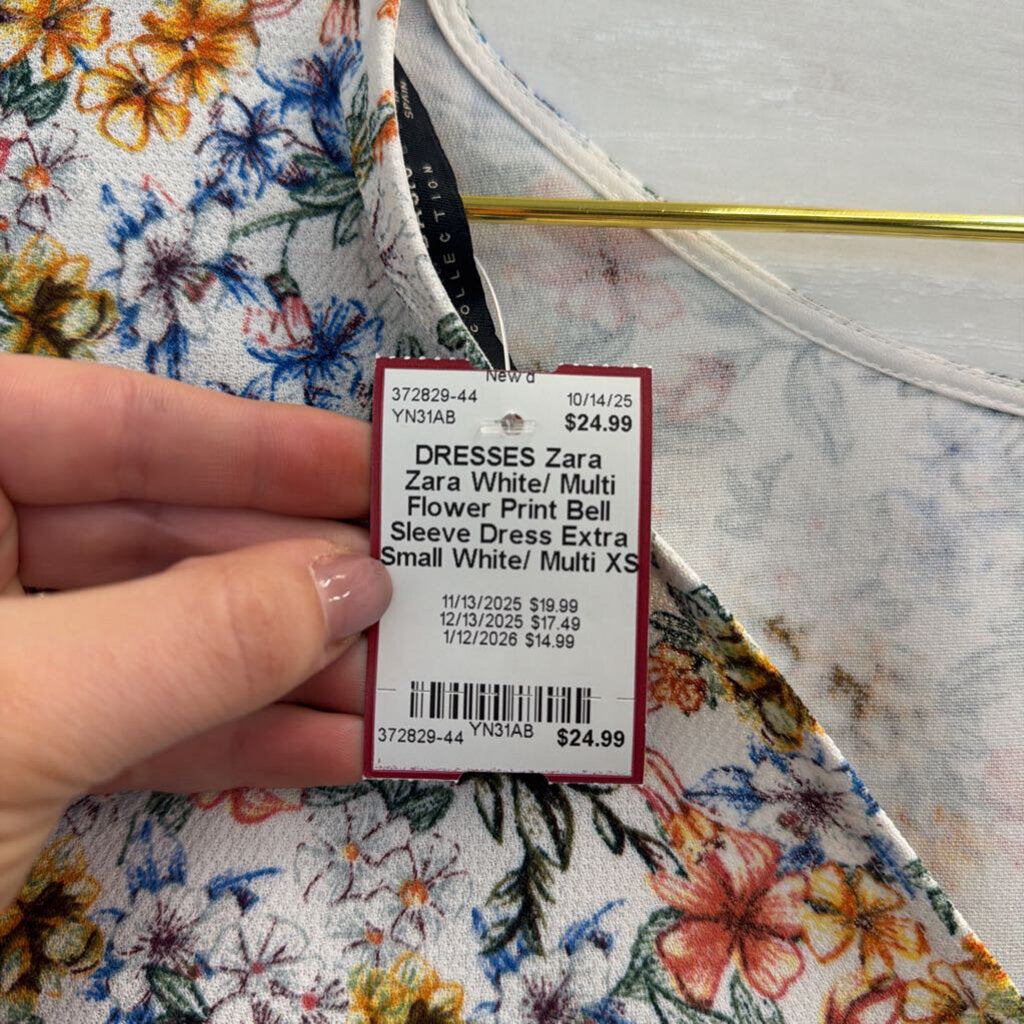 COLLECTION
New d
372829-44 10/14/25
YN31AB $24.99
DRESSES Zara
Zara White/ Multi
Flower Print Bell
Sleeve Dress Extra
Small White/ Multi XS
11/13/2025 $19.99
12/13/2025 $17.49
1/12/2026 $14.99
372829-44 YN31AB $24.99